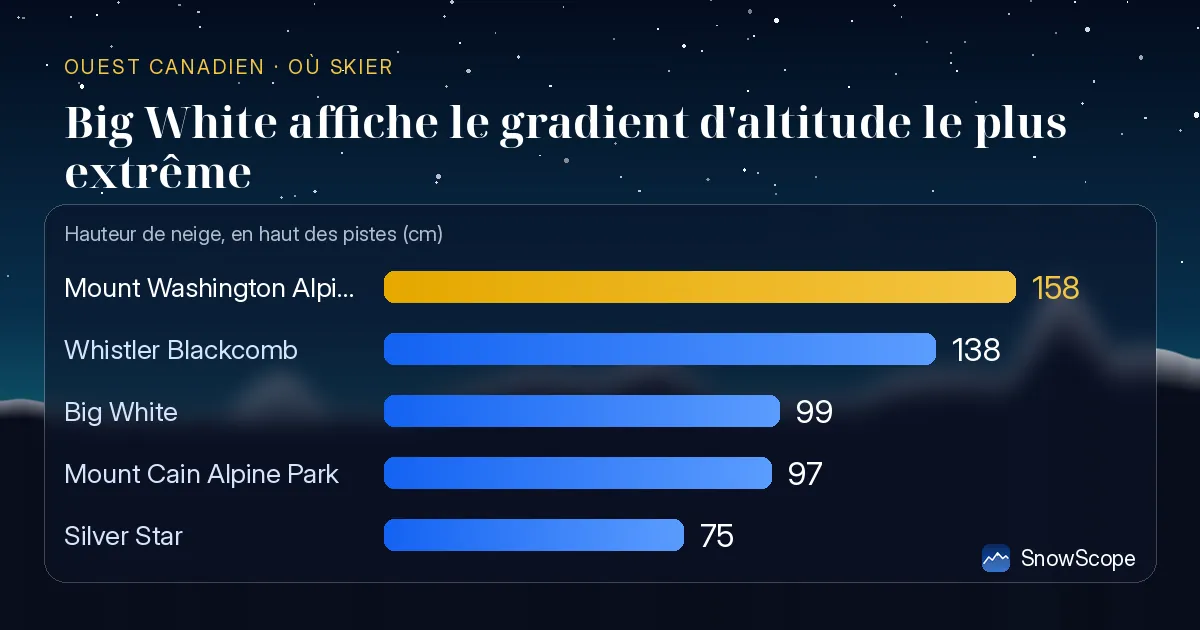 OUEST CANADIEN · OÙ SKIER
Big White affiche le gradient d'altitude le plus
extrême
Hauteur de neige, en haut des pistes (cm)
Mount Washington Alpi... 158
Whistler Blackcomb 138
Big White 99
Mount Cain Alpine Park 97
Silver Star 75
SnowScope